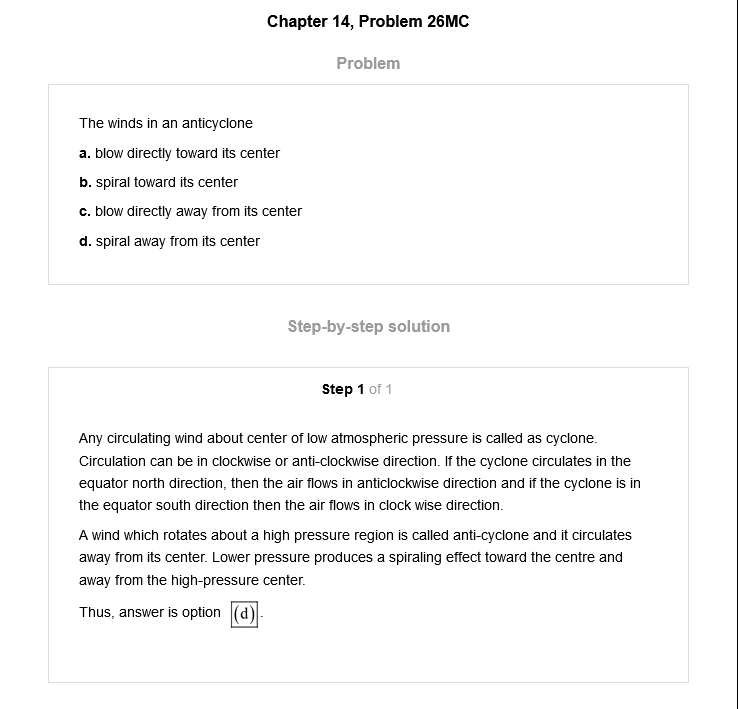 Chapter 14, Problem 26MC
Problem
The winds in an anticyclone
a. blow directly toward its center
b. spiral toward its center
c. blow directly away from its center
d. spiral away from its center
Step-by-step solution
Step 1 of 1
Any circulating wind about center of low atmospheric pressure is called as cyclone.
Circulation can be in clockwise or anti-clockwise direction. If the cyclone circulates in the
equator north direction, then the air flows in anticlockwise direction and if the cyclone is in
the equator south direction then the air flows in clock wise direction.
A wind which rotates about a high pressure region is called anti-cyclone and it circulates
away from its center. Lower pressure produces a spiraling effect toward the centre and
away from the high-pressure center.
Thus, answer is option (d).